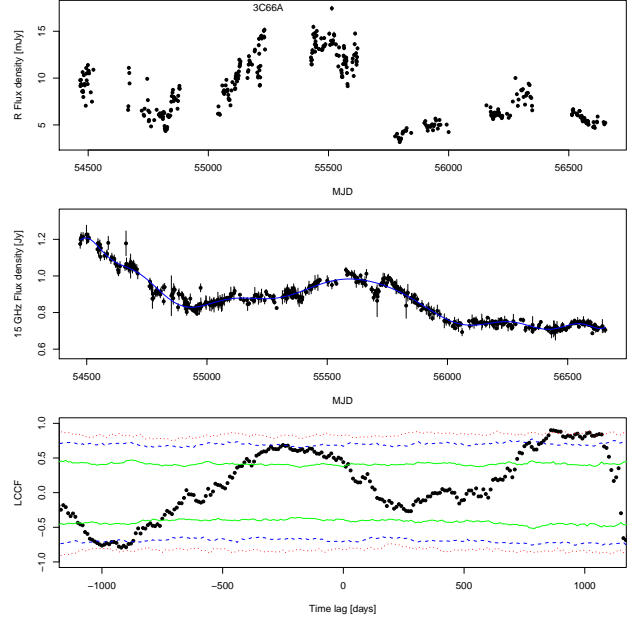 3C66A
R Flux density [mJy]
5 10 15
54500 55000 55500 56000 56500
MJD
15 GHz Flux density [Jy]
0.6 0.8 1.0 1.2
54500 55000 55500 56000 56500
MJD
LCCF
-1.0 -0.5 0.0 0.5 1.0
-1000 -500 0 500 1000
Time lag [days]